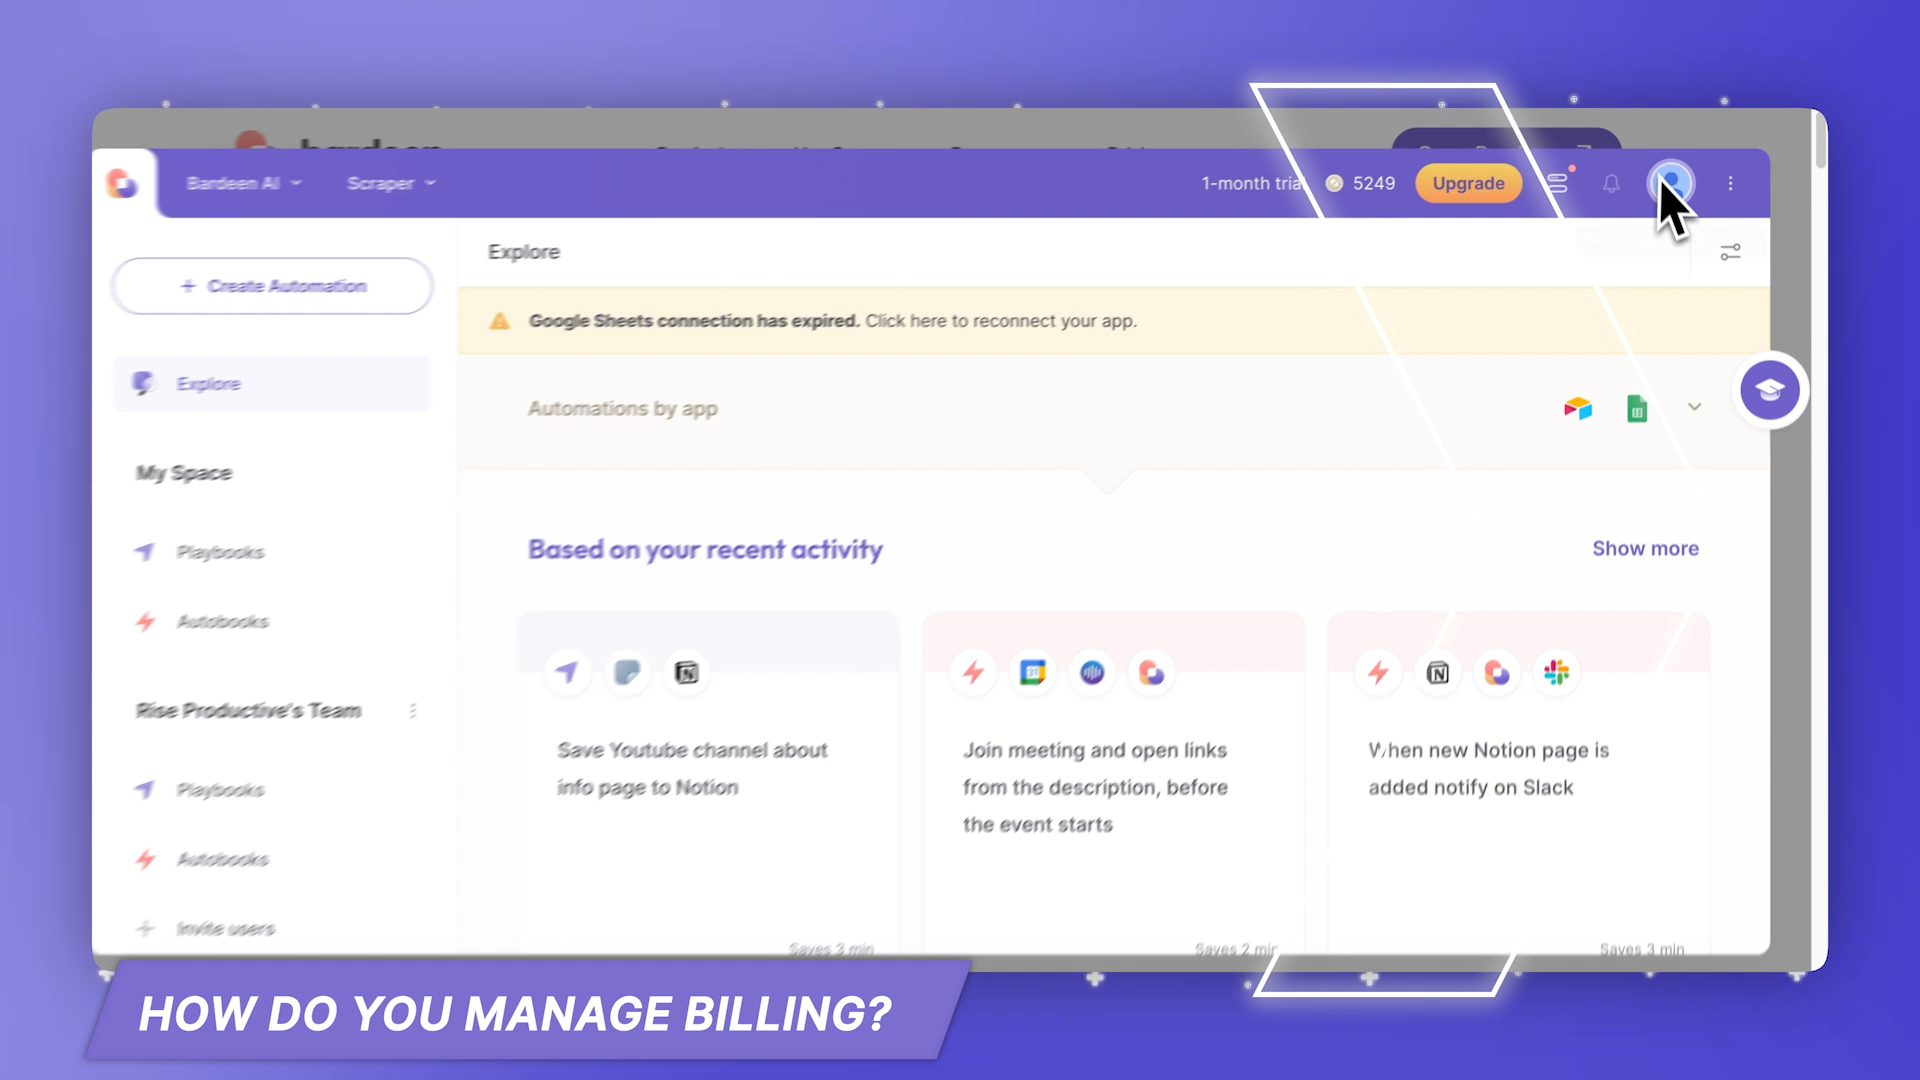 Bardeen AI
Scraper
1-month trial
5249
Upgrade
Explore
Create Automation
Google Sheets connection has expired. Click here to reconnect your app.
Explore
Automations by app
My Space
Based on your recent activity
Show more
Playbooks
Autobooks
Rise Productive's Team
Save Youtube channel about
info page to Notion
Join meeting and open links
from the description, before
the event starts
When new Notion page is
added notify on Slack
Playbooks
Autobooks
Invite users
Saves 3 min
Saves 2 min
Saves 3 min
HOW DO YOU MANAGE BILLING?